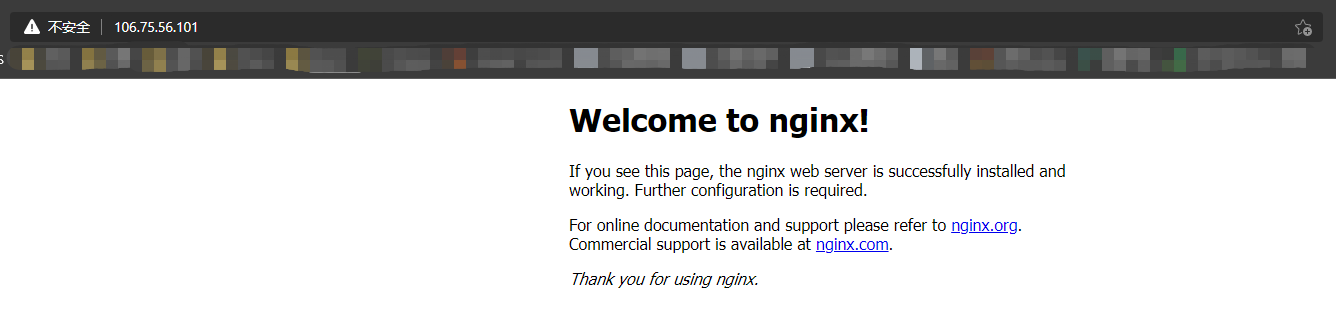 不安全 106.75.56.101
Welcome to nginx!
If you see this page, the nginx web server is successfully installed and
working. Further configuration is required.
For online documentation and support please refer to nginx.org.
Commercial support is available at nginx.com.
Thank you for using nginx.